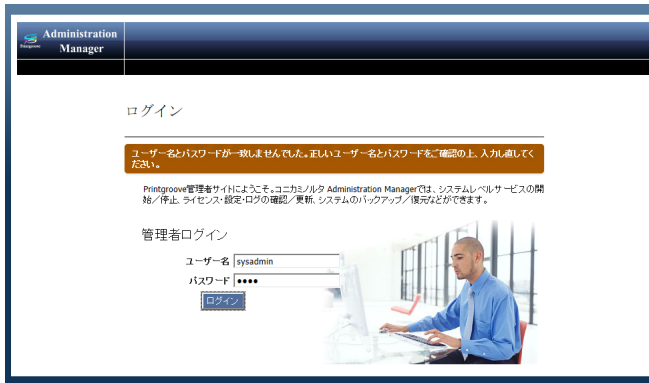 Administration
Manager
Printgroove
ログイン
ユーザー名とパスワードが一致しませんでした。正しいユーザー名とパスワードをご確認の上、入力し直してく
ださい。
Printgroove管理者サイトにようこそ。コニカミノルタ Administration Managerでは、システムレベルサービスの開
始／停止、ライセンス・設定・ログの確認／更新、システムのバックアップ／復元などができます。
管理者ログイン
ユーザー名 sysadmin
パスワード ••••
ログイン